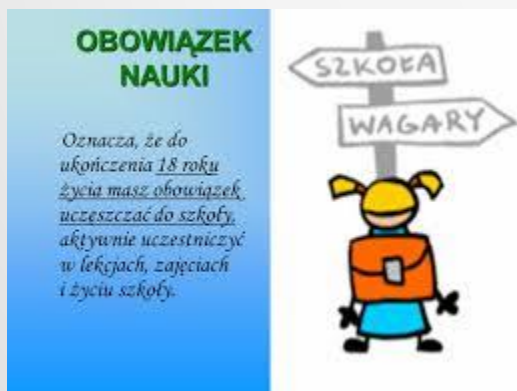 OBOWIĄZEK
NAUKI
Oznacza, że do
ukończenia 18 roku
życia masz obowiązek
uczęszczać do szkoły,
aktywnie uczestniczyć
w lekcjach, zajęciach
i życiu szkoły.
SZKOŁA
WAGARY